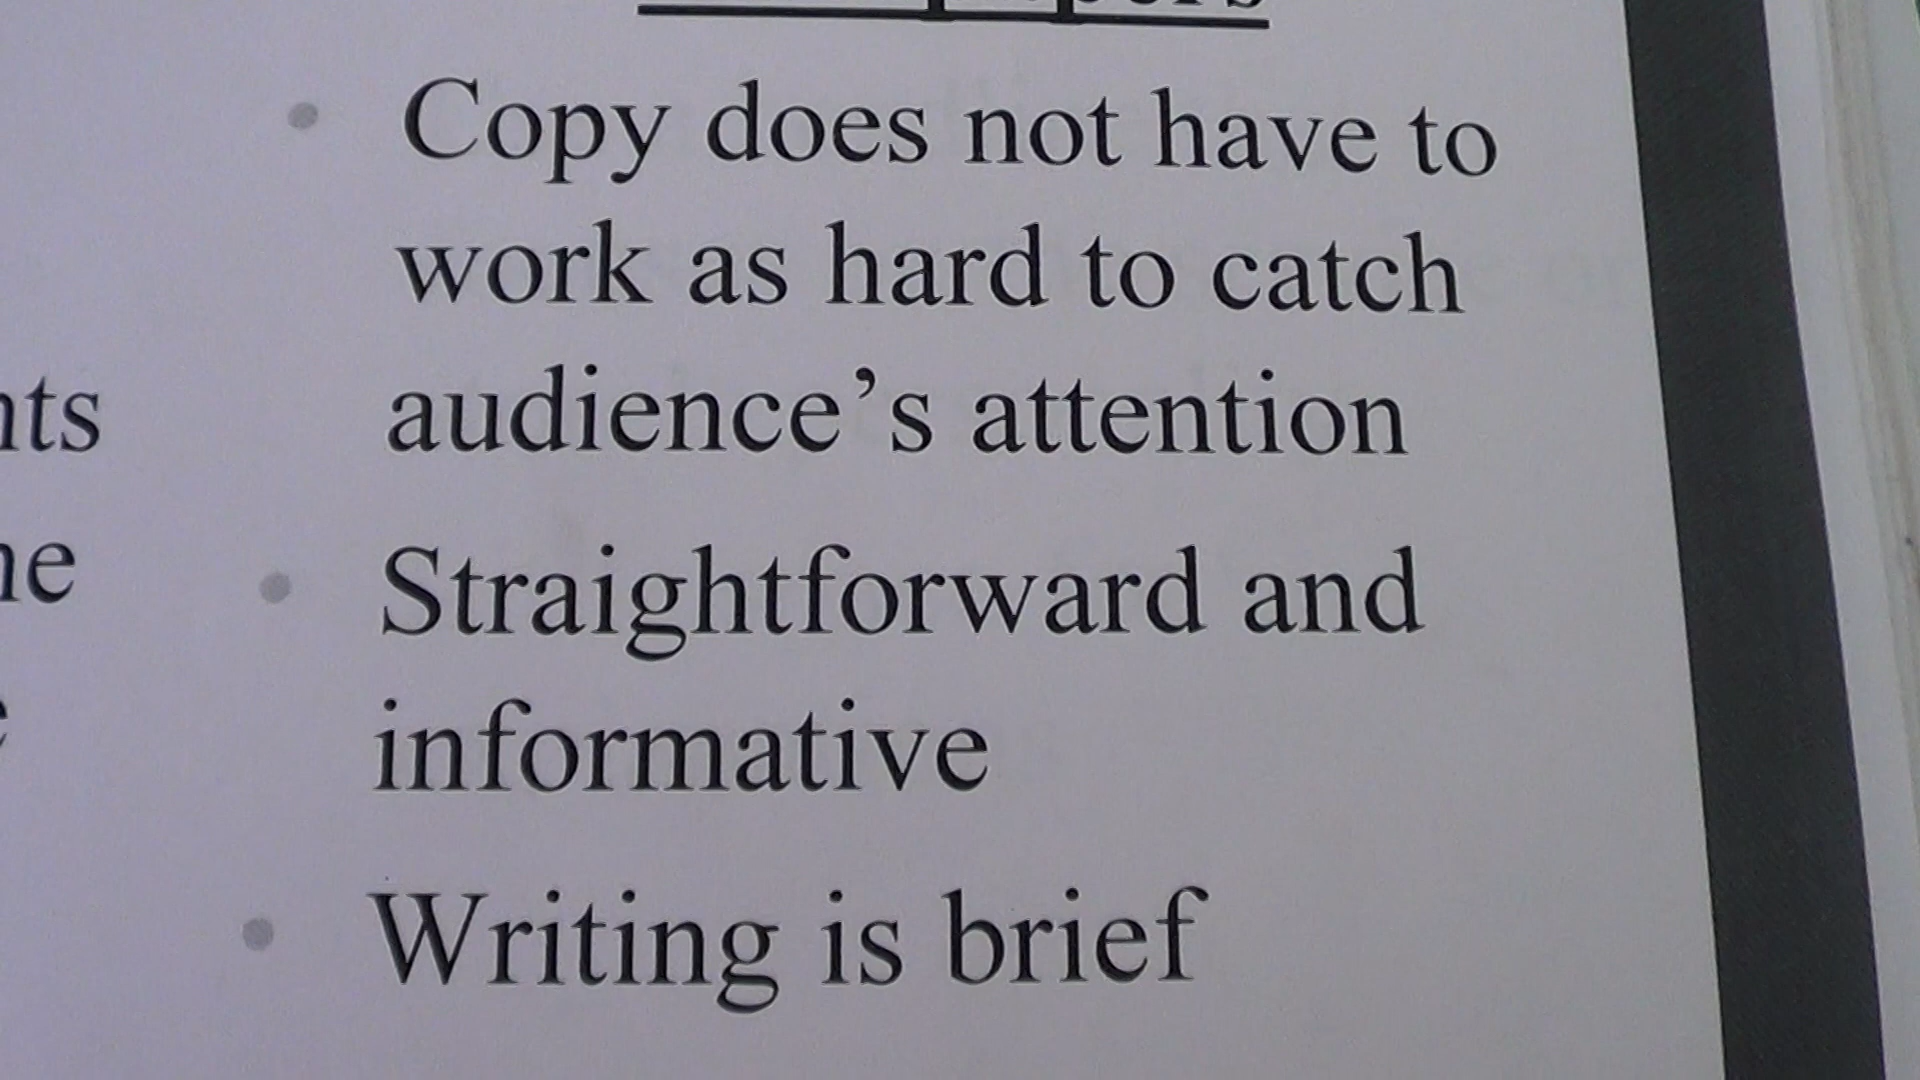 • Copy does not have to
work as hard to catch
audience’s attention
• Straightforward and
informative
• Writing is brief